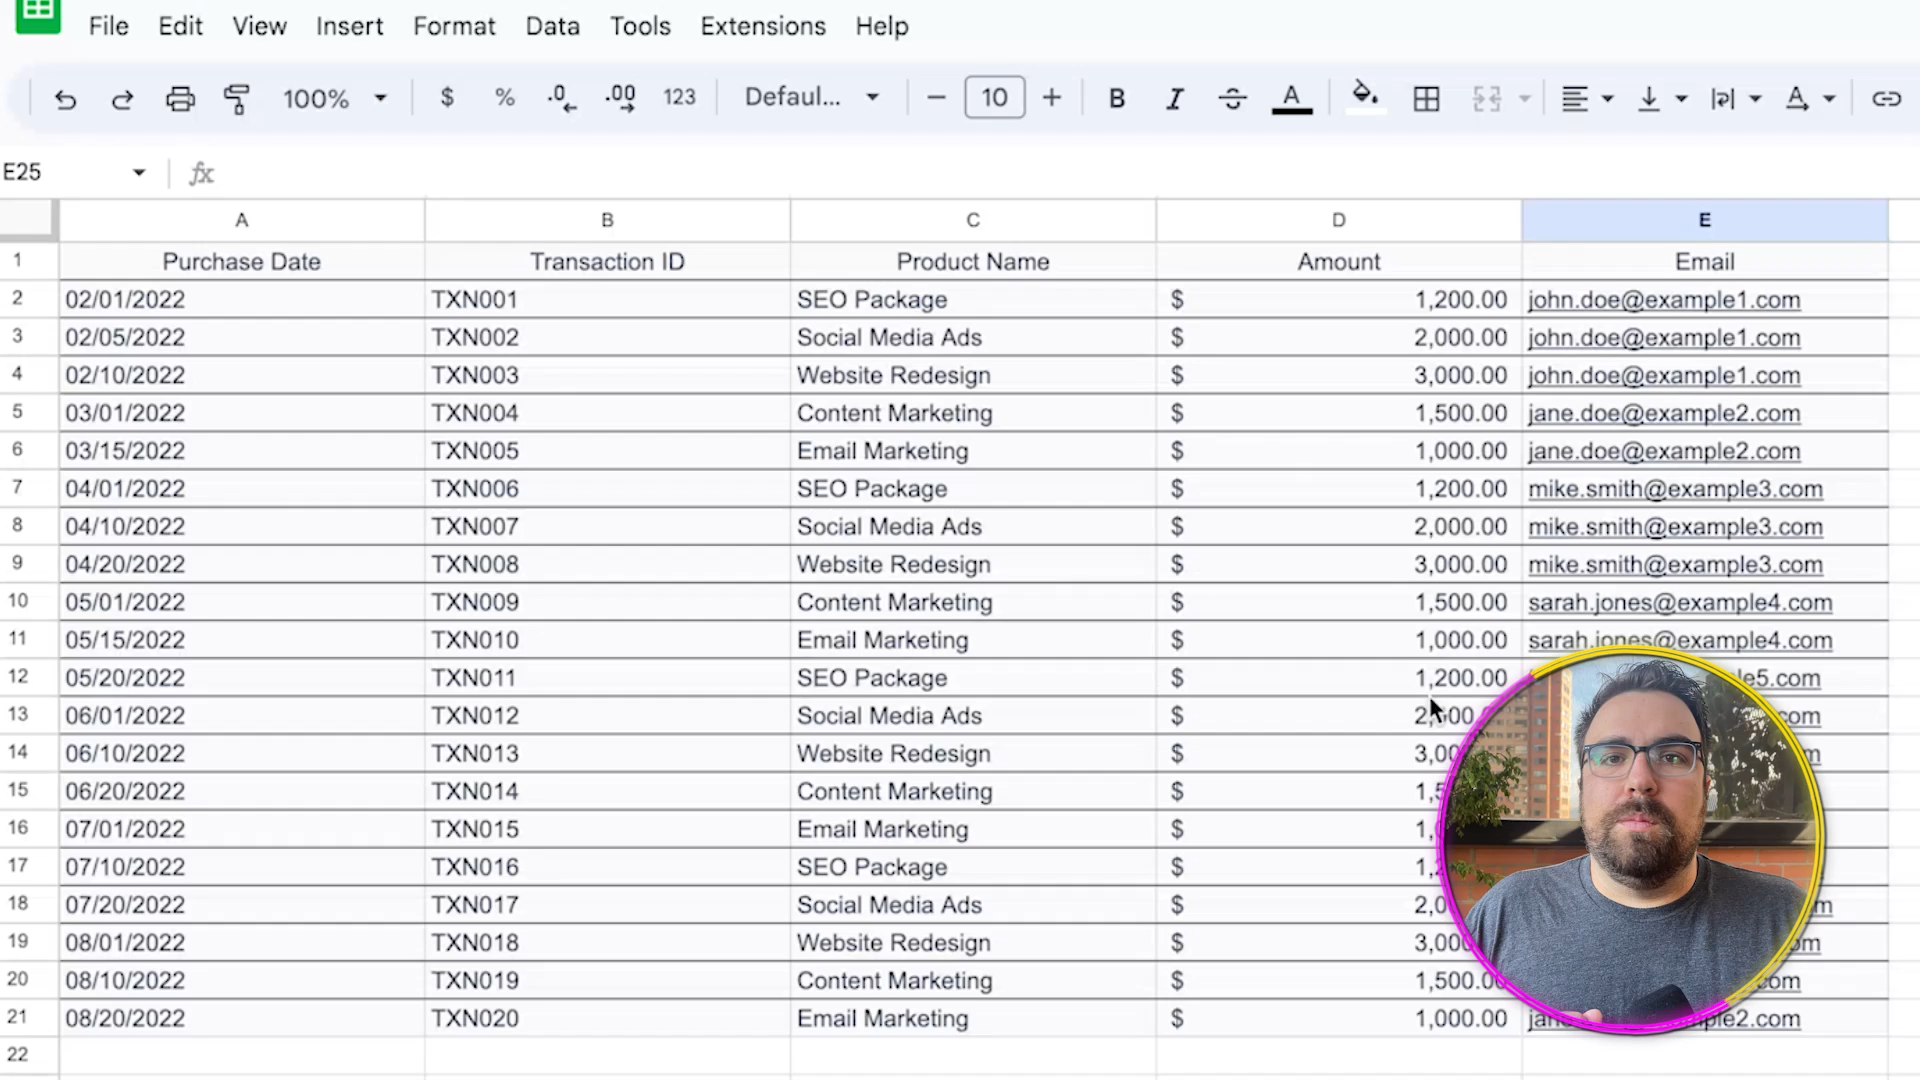 File Edit View Insert Format Data Tools Extensions Help
100% $ % .0 .00 123 Defaul... 10 B I A A
E25 fx
A B C D E
1 Purchase Date Transaction ID Product Name Amount Email
2 02/01/2022 TXN001 SEO Package $ 1,200.00 john.doe@example1.com
3 02/05/2022 TXN002 Social Media Ads $ 2,000.00 john.doe@example1.com
4 02/10/2022 TXN003 Website Redesign $ 3,000.00 john.doe@example1.com
5 03/01/2022 TXN004 Content Marketing $ 1,500.00 jane.doe@example2.com
6 03/15/2022 TXN005 Email Marketing $ 1,000.00 jane.doe@example2.com
7 04/01/2022 TXN006 SEO Package $ 1,200.00 mike.smith@example3.com
8 04/10/2022 TXN007 Social Media Ads $ 2,000.00 mike.smith@example3.com
9 04/20/2022 TXN008 Website Redesign $ 3,000.00 mike.smith@example3.com
10 05/01/2022 TXN009 Content Marketing $ 1,500.00 sarah.jones@example4.com
11 05/15/2022 TXN010 Email Marketing $ 1,000.00 sarah.jones@example4.com
12 05/20/2022 TXN011 SEO Package $ 1,200.00
13 06/01/2022 TXN012 Social Media Ads $
14 06/10/2022 TXN013 Website Redesign $
15 06/20/2022 TXN014 Content Marketing $
16 07/01/2022 TXN015 Email Marketing $
17 07/10/2022 TXN016 SEO Package $
18 07/20/2022 TXN017 Social Media Ads $
19 08/01/2022 TXN018 Website Redesign $
20 08/10/2022 TXN019 Content Marketing $
21 08/20/2022 TXN020 Email Marketing $ 1,000.00
22